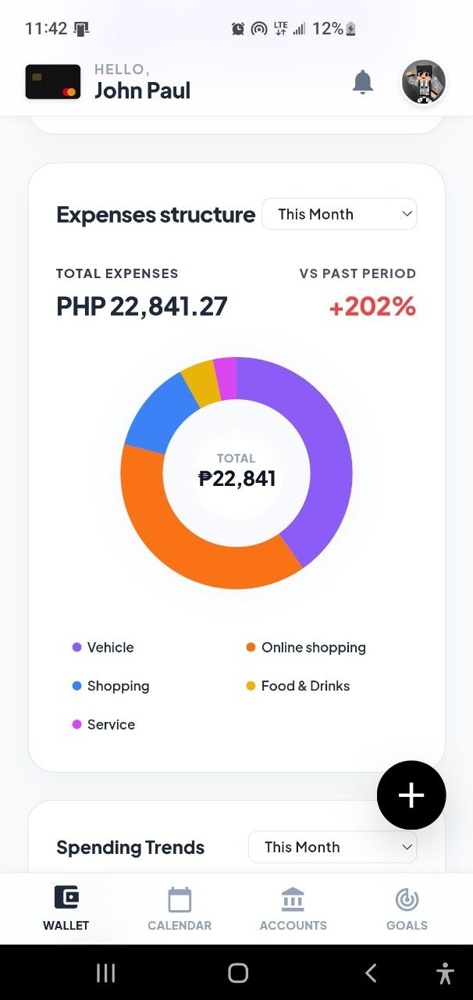 11:42 LTE 12%
HELLO,
John Paul
Expenses structure This Month
TOTAL EXPENSES VS PAST PERIOD
PHP 22,841.27 +202%
TOTAL
₱22,841
Vehicle Online shopping
Shopping Food & Drinks
Service
Spending Trends This Month
WALLET CALENDAR ACCOUNTS GOALS